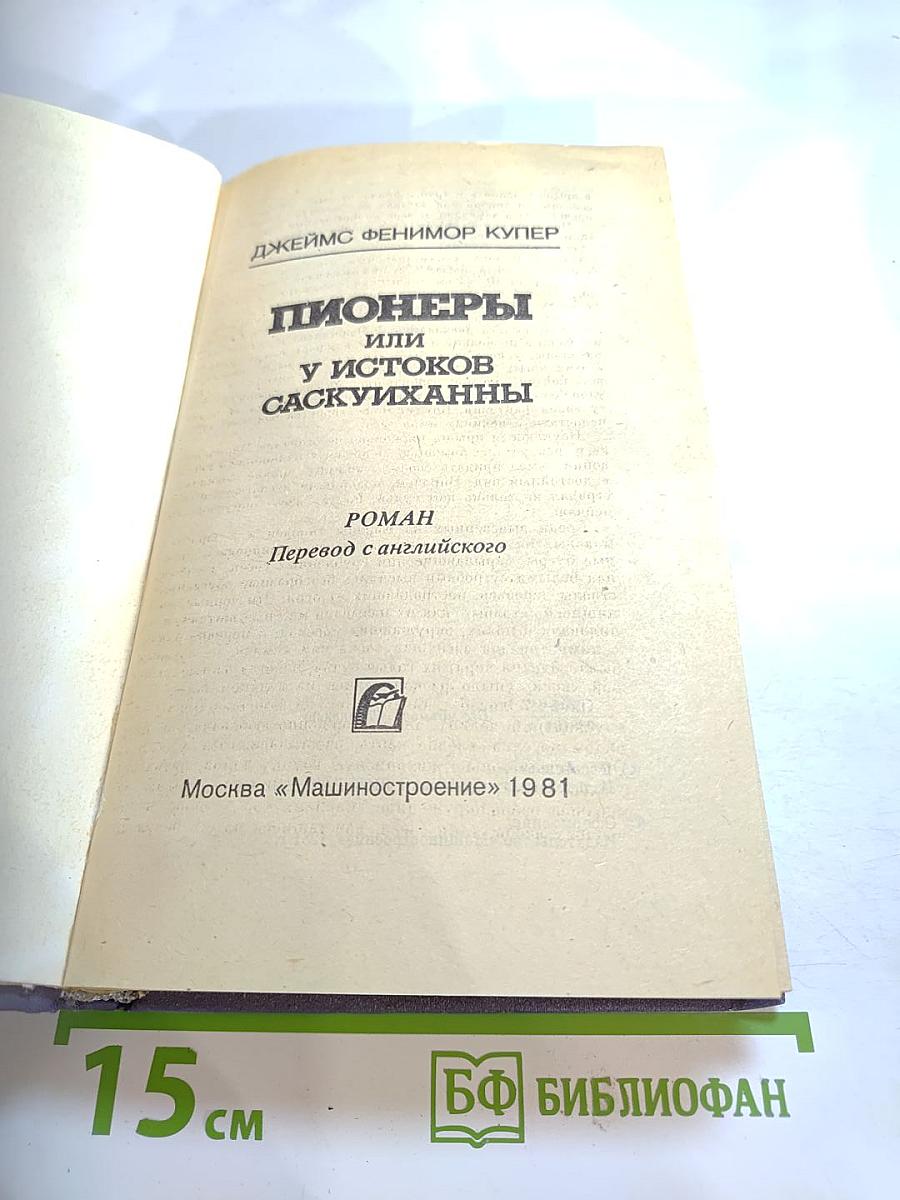 ДЖЕЙМС ФЕНИМОР КУПЕР
ПИОНЕРЫ
ИЛИ
У ИСТОКОВ
САСКУИХАННЫ
РОМАН
Перевод с английского
Москва «Машиностроение» 1981
15 см
БФ БИБЛИОФАН